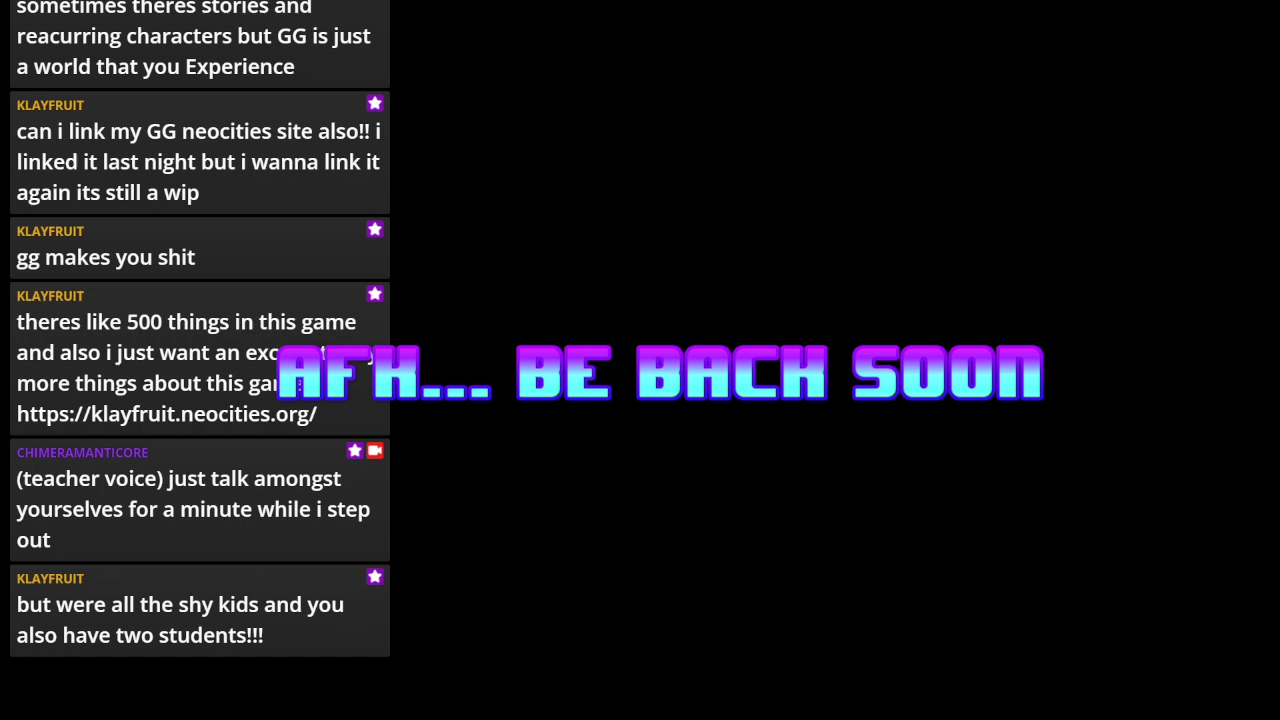 sometimes theres stories and
reacurring characters but GG is just
a world that you Experience
KLAYFRUIT
can i link my GG neocities site also!! i
linked it last night but i wanna link it
again its still a wip
KLAYFRUIT
gg makes you shit
KLAYFRUIT
theres like 500 things in this game
and also i just want an
more things about this
https://klayfruit.neocities.org/
AFK... BE BACK SOON
CHIMERAMANTICORE
(teacher voice) just talk amongst
yourselves for a minute while i step
out
KLAYFRUIT
but were all the shy kids and you
also have two students!!!